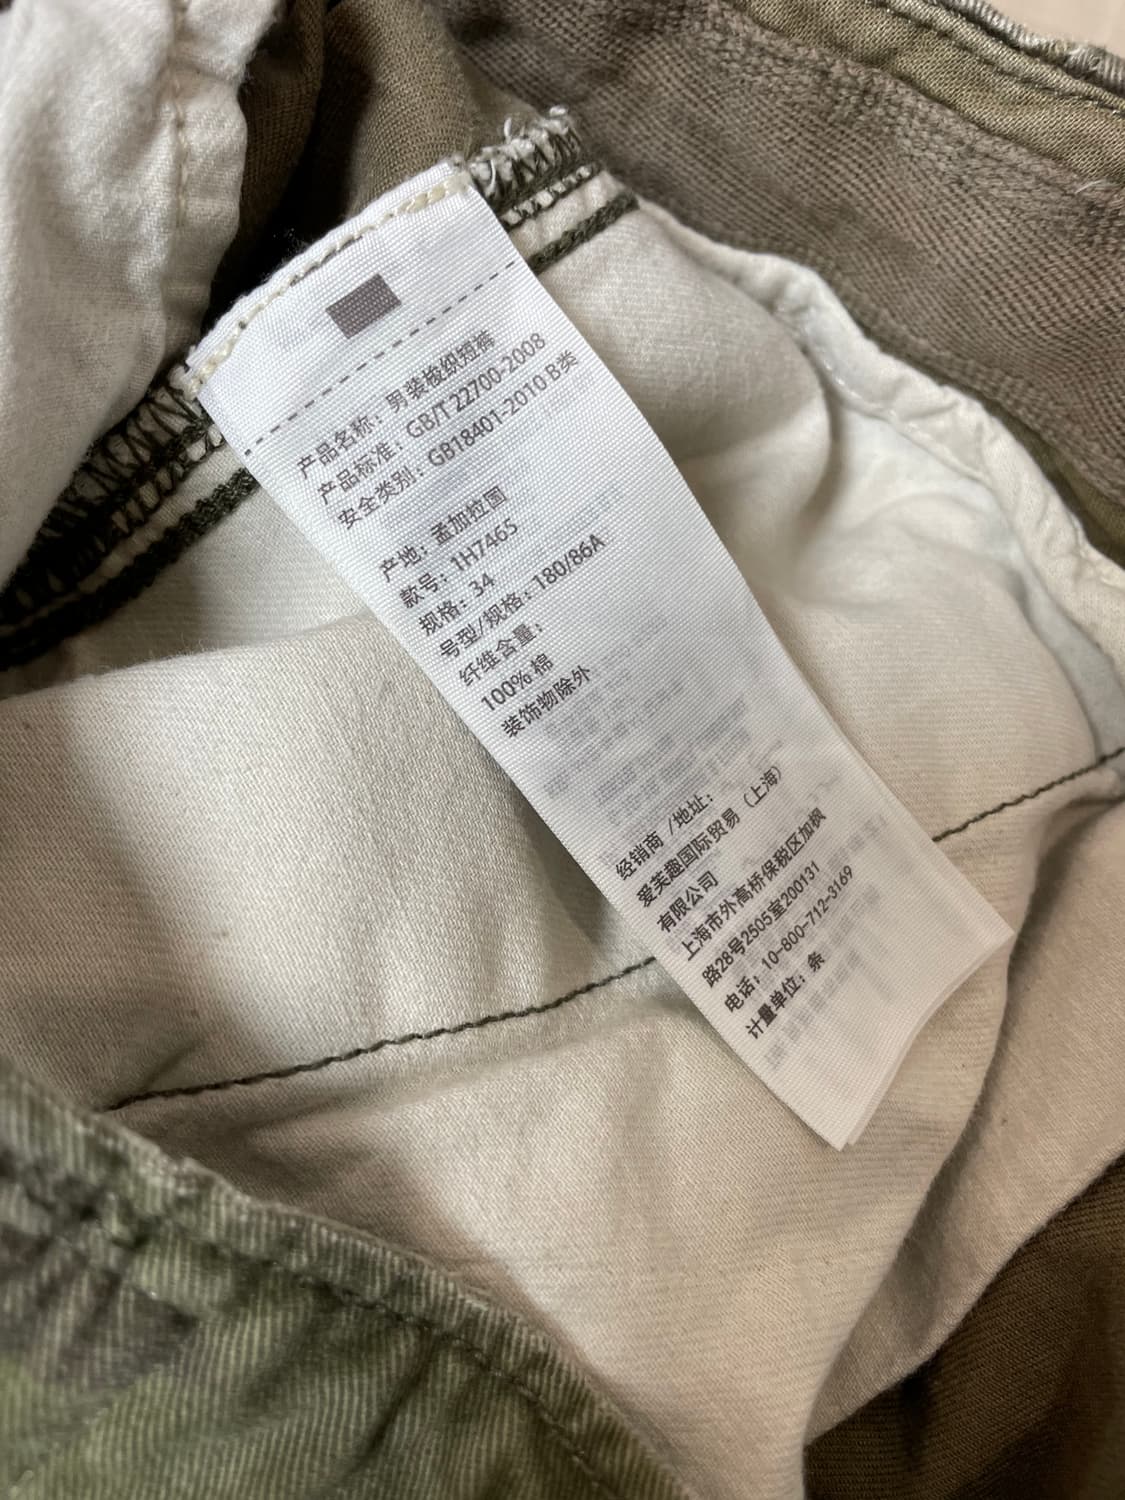 产品名称：男装梭织短裤
产品标准：GB/T 22700-2008
安全类别：GB18401-2010 B类
产地：孟加拉国
款号：1H7465
规格：34
号型/规格：180/86A
纤维含量：
100% 棉
装饰物除外
经销商 /地址：
爱芙趣国际贸易（上海）
有限公司
上海市外高桥保税区加枫
路28号2505室200131
电话：10-800-712-3169
计量单位：条